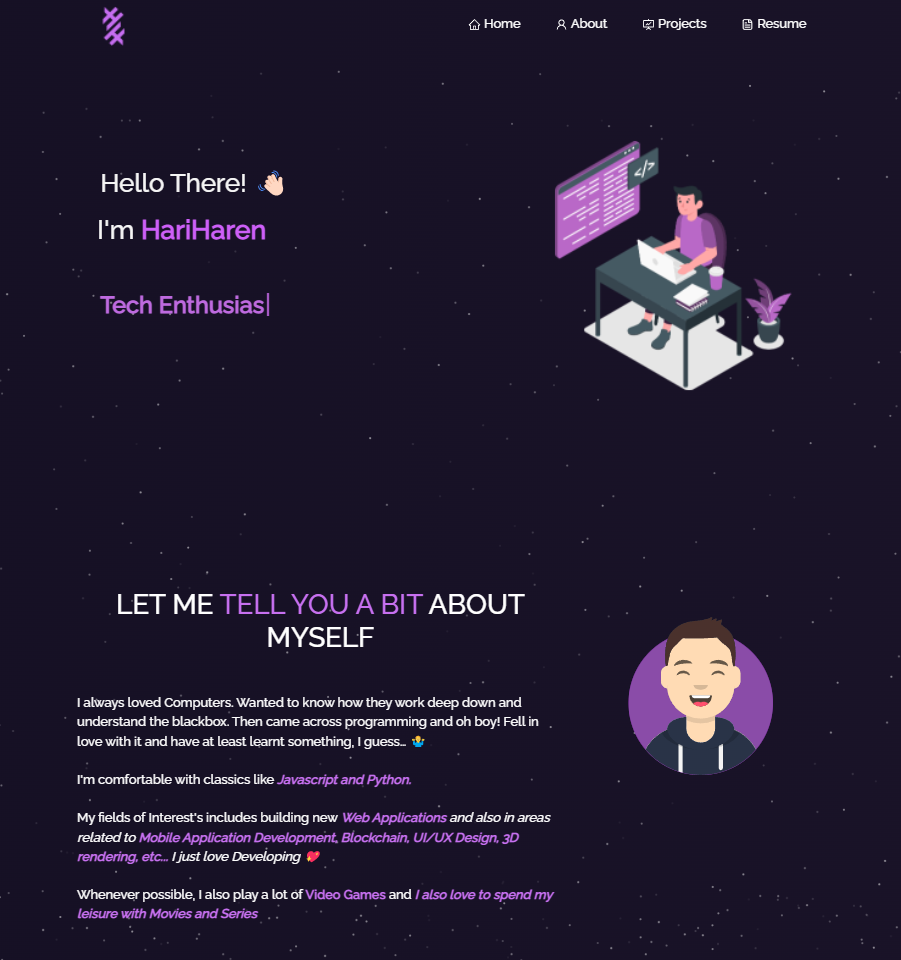 Home About Projects Resume
</>
Hello There! 👋🏻
I'm HariHaren
Tech Enthusias|
LET ME TELL YOU A BIT ABOUT
MYSELF
I always loved Computers. Wanted to know how they work deep down and
understand the blackbox. Then came across programming and oh boy! Fell in
love with it and have at least learnt something, I guess... 🤷‍♂️
I'm comfortable with classics like Javascript and Python.
My fields of Interest's includes building new Web Applications and also in areas
related to Mobile Application Development, Blockchain, UI/UX Design, 3D
rendering, etc... I just love Developing 💖
Whenever possible, I also play a lot of Video Games and I also love to spend my
leisure with Movies and Series